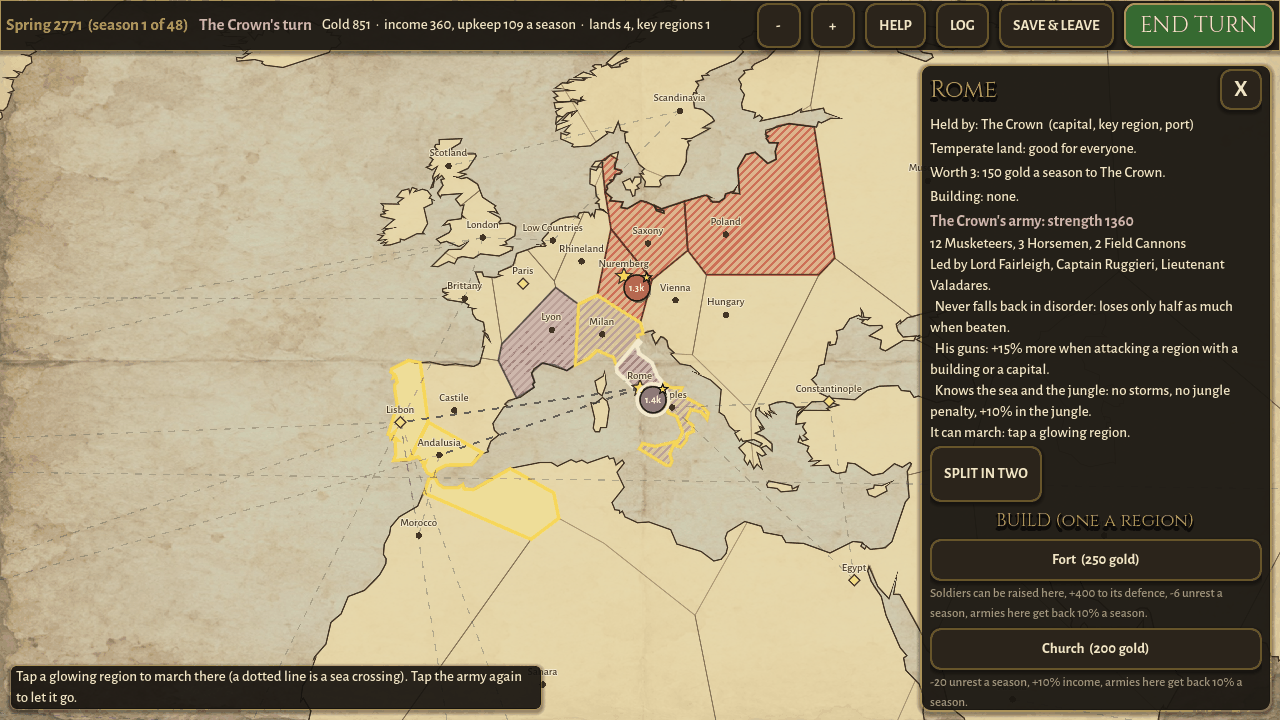 Spring 2771 (season 1 of 48) The Crown's turn Gold 851 · income 360, upkeep 109 a season · lands 4, key regions 1
-
+
HELP
LOG
SAVE & LEAVE
END TURN
ROME
X
Held by: The Crown (capital, key region, port)
Temperate land: good for everyone.
Worth 3: 150 gold a season to The Crown.
Building: none.
The Crown's army: strength 1360
12 Musketeers, 3 Horsemen, 2 Field Cannons
Led by Lord Fairleigh, Captain Ruggieri, Lieutenant
Valadares.
Never falls back in disorder: loses only half as much
when beaten.
His guns: +15% more when attacking a region with a
building or a capital.
Knows the sea and the jungle: no storms, no jungle
penalty, +10% in the jungle.
It can march: tap a glowing region.
SPLIT IN TWO
BUILD (ONE A REGION)
Fort (250 gold)
Soldiers can be raised here, +400 to its defence, -6 unrest a
season, armies here get back 10% a season.
Church (200 gold)
-20 unrest a season, +10% income, armies here get back 10% a
season.
Scandinavia
Scotland
London
Low Countries
Rhineland
Saxony
Poland
Nuremberg
1.3k
Paris
Brittany
Vienna
Hungary
Lyon
Milan
Rome
1.4k
ples
Castile
Lisbon
Andalusia
Constantinople
Morocco
Egypt
Mu
ara
Tap a glowing region to march there (a dotted line is a sea crossing). Tap the army again
to let it go.